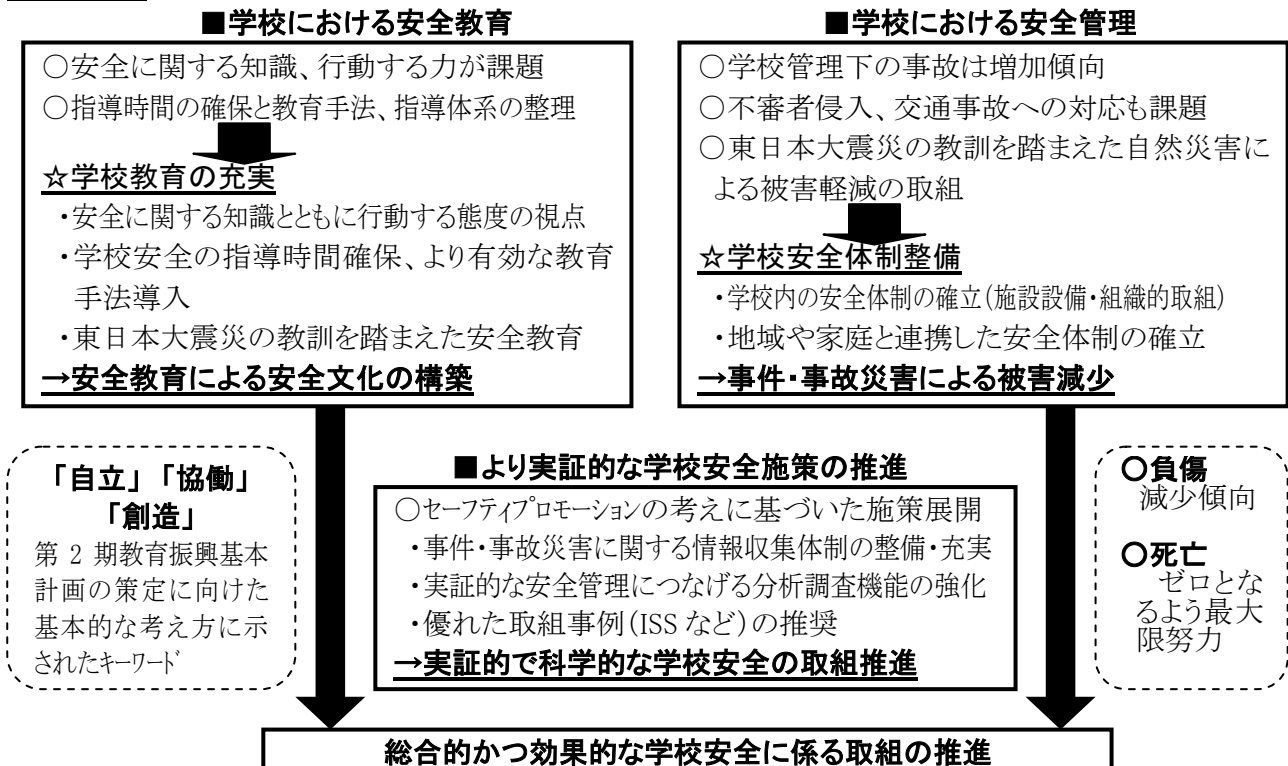 ■学校における安全教育
○安全に関する知識、行動する力が課題
○指導時間の確保と教育手法、指導体系の整理
☆学校教育の充実
・安全に関する知識とともに行動する態度の視点
・学校安全の指導時間確保、より有効な教育
手法導入
・東日本大震災の教訓を踏まえた安全教育
→安全教育による安全文化の構築
■学校における安全管理
○学校管理下の事故は増加傾向
○不審者侵入、交通事故への対応も課題
○東日本大震災の教訓を踏まえた自然災害に
よる被害軽減の取組
☆学校安全体制整備
・学校内の安全体制の確立(施設設備・組織的取組)
・地域や家庭と連携した安全体制の確立
→事件・事故災害による被害減少
「自立」「協働」
「創造」
第 2 期教育振興基本
計画の策定に向けた
基本的な考え方に示
されたキーワード
■より実証的な学校安全施策の推進
○セーフティプロモーションの考えに基づいた施策展開
・事件・事故災害に関する情報収集体制の整備・充実
・実証的な安全管理につなげる分析調査機能の強化
・優れた取組事例(ISS など)の推奨
→実証的で科学的な学校安全の取組推進
○負傷
減少傾向
○死亡
ゼロとな
るよう最大
限努力
総合的かつ効果的な学校安全に係る取組の推進